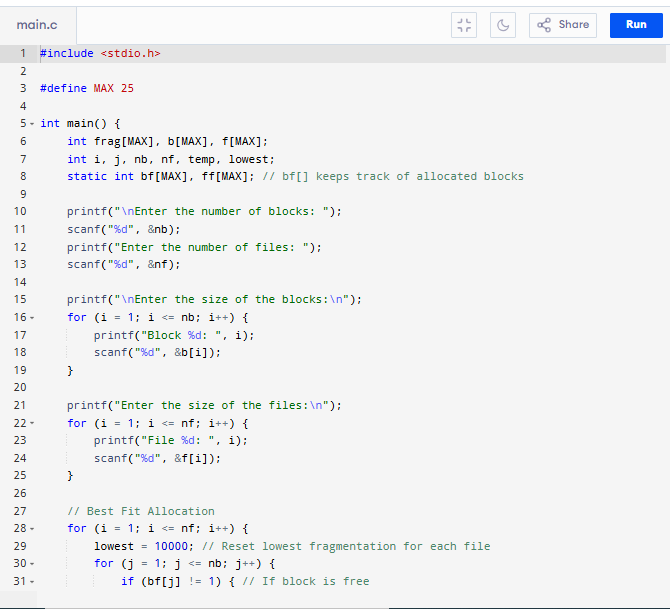 main.c
Share
Run
1 #include <stdio.h>
2
3 #define MAX 25
4
5 int main() {
6 int frag[MAX], b[MAX], f[MAX];
7 int i, j, nb, nf, temp, lowest;
8 static int bf[MAX], ff[MAX]; // bf[] keeps track of allocated blocks
9
10 printf("\nEnter the number of blocks: ");
11 scanf("%d", &nb);
12 printf("Enter the number of files: ");
13 scanf("%d", &nf);
14
15 printf("\nEnter the size of the blocks:\n");
16 for (i = 1; i <= nb; i++) {
17 printf("Block %d: ", i);
18 scanf("%d", &b[i]);
19 }
20
21 printf("Enter the size of the files:\n");
22 for (i = 1; i <= nf; i++) {
23 printf("File %d: ", i);
24 scanf("%d", &f[i]);
25 }
26
27 // Best Fit Allocation
28 for (i = 1; i <= nf; i++) {
29 lowest = 10000; // Reset lowest fragmentation for each file
30 for (j = 1; j <= nb; j++) {
31 if (bf[j] != 1) { // If block is free